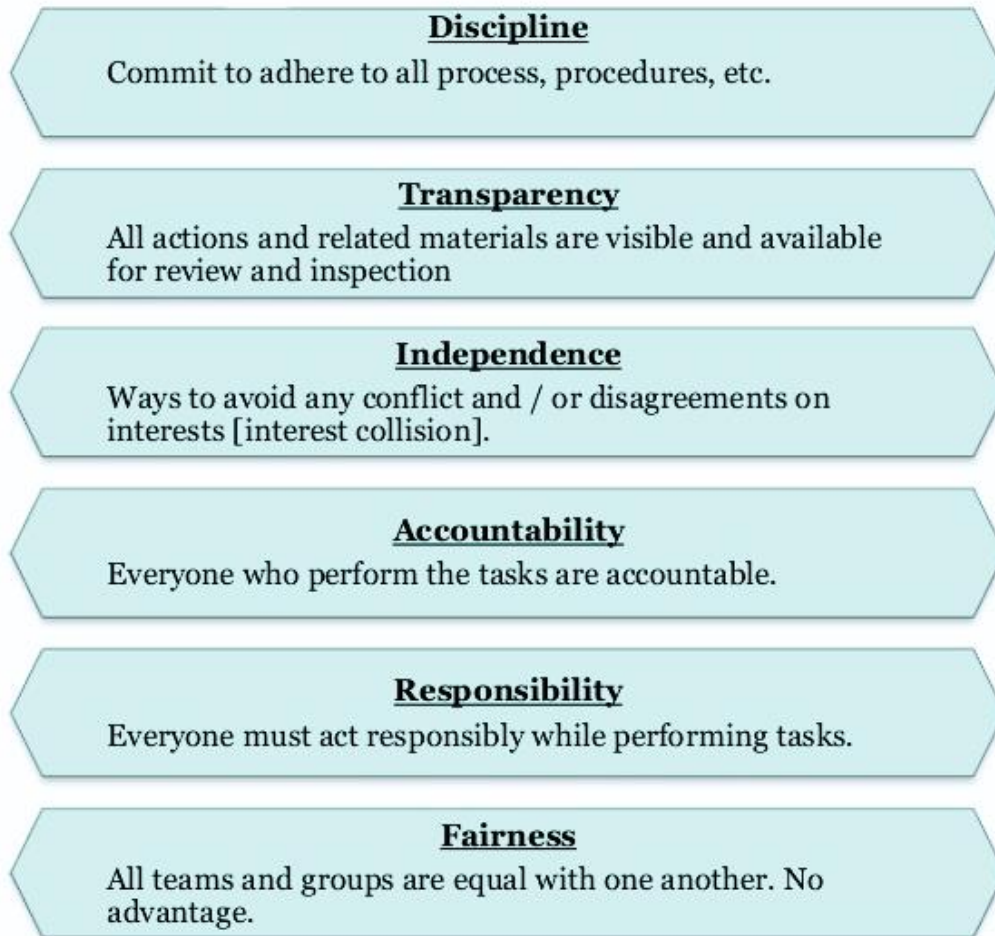 Discipline
Commit to adhere to all process, procedures, etc.
Transparency
All actions and related materials are visible and available
for review and inspection
Independence
Ways to avoid any conflict and / or disagreements on
interests [interest collision].
Accountability
Everyone who perform the tasks are accountable.
Responsibility
Everyone must act responsibly while performing tasks.
Fairness
All teams and groups are equal with one another. No
advantage.